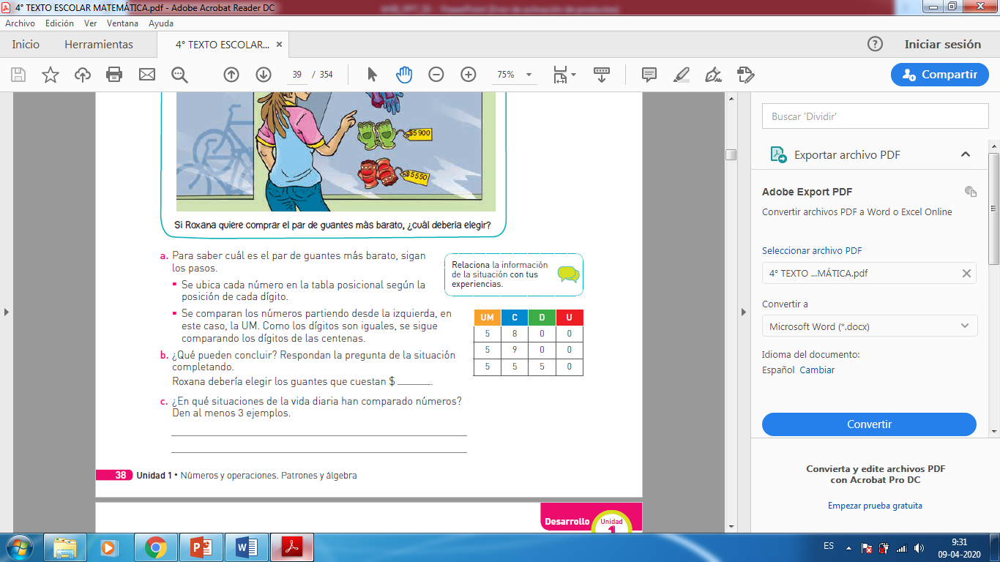 4° TEXTO ESCOLAR MATEMÁTICA.pdf - Adobe Acrobat Reader DC
Archivo Edición Ver Ventana Ayuda
Inicio Herramientas 4° TEXTO ESCOLAR... × Iniciar sesión
39 / 354 75% Compartir
$5 900
$5 550
Si Roxana quiere comprar el par de guantes más barato, ¿cuál debería elegir?
a. Para saber cuál es el par de guantes más barato, sigan
los pasos.
▪ Se ubica cada número en la tabla posicional según la
posición de cada dígito.
▪ Se comparan los números partiendo desde la izquierda, en
este caso, la UM. Como los dígitos son iguales, se sigue
comparando los dígitos de las centenas.
b. ¿Qué pueden concluir? Respondan la pregunta de la situación
completando.
Roxana debería elegir los guantes que cuestan $ ______.
c. ¿En qué situaciones de la vida diaria han comparado números?
Den al menos 3 ejemplos.
Relaciona la información
de la situación con tus
experiencias.
UM C D U
5 8 0 0
5 9 0 0
5 5 5 0
38 Unidad 1 • Números y operaciones. Patrones y álgebra
Desarrollo Unidad
1
Buscar 'Dividir'
Exportar archivo PDF
Adobe Export PDF
Convertir archivos PDF a Word o Excel Online
Seleccionar archivo PDF
4° TEXTO ...MÁTICA.pdf
Convertir a
Microsoft Word (*.docx)
Idioma del documento:
Español Cambiar
Convertir
Convierta y edite archivos PDF
con Acrobat Pro DC
Empezar prueba gratuita
ES 9:31
09-04-2020